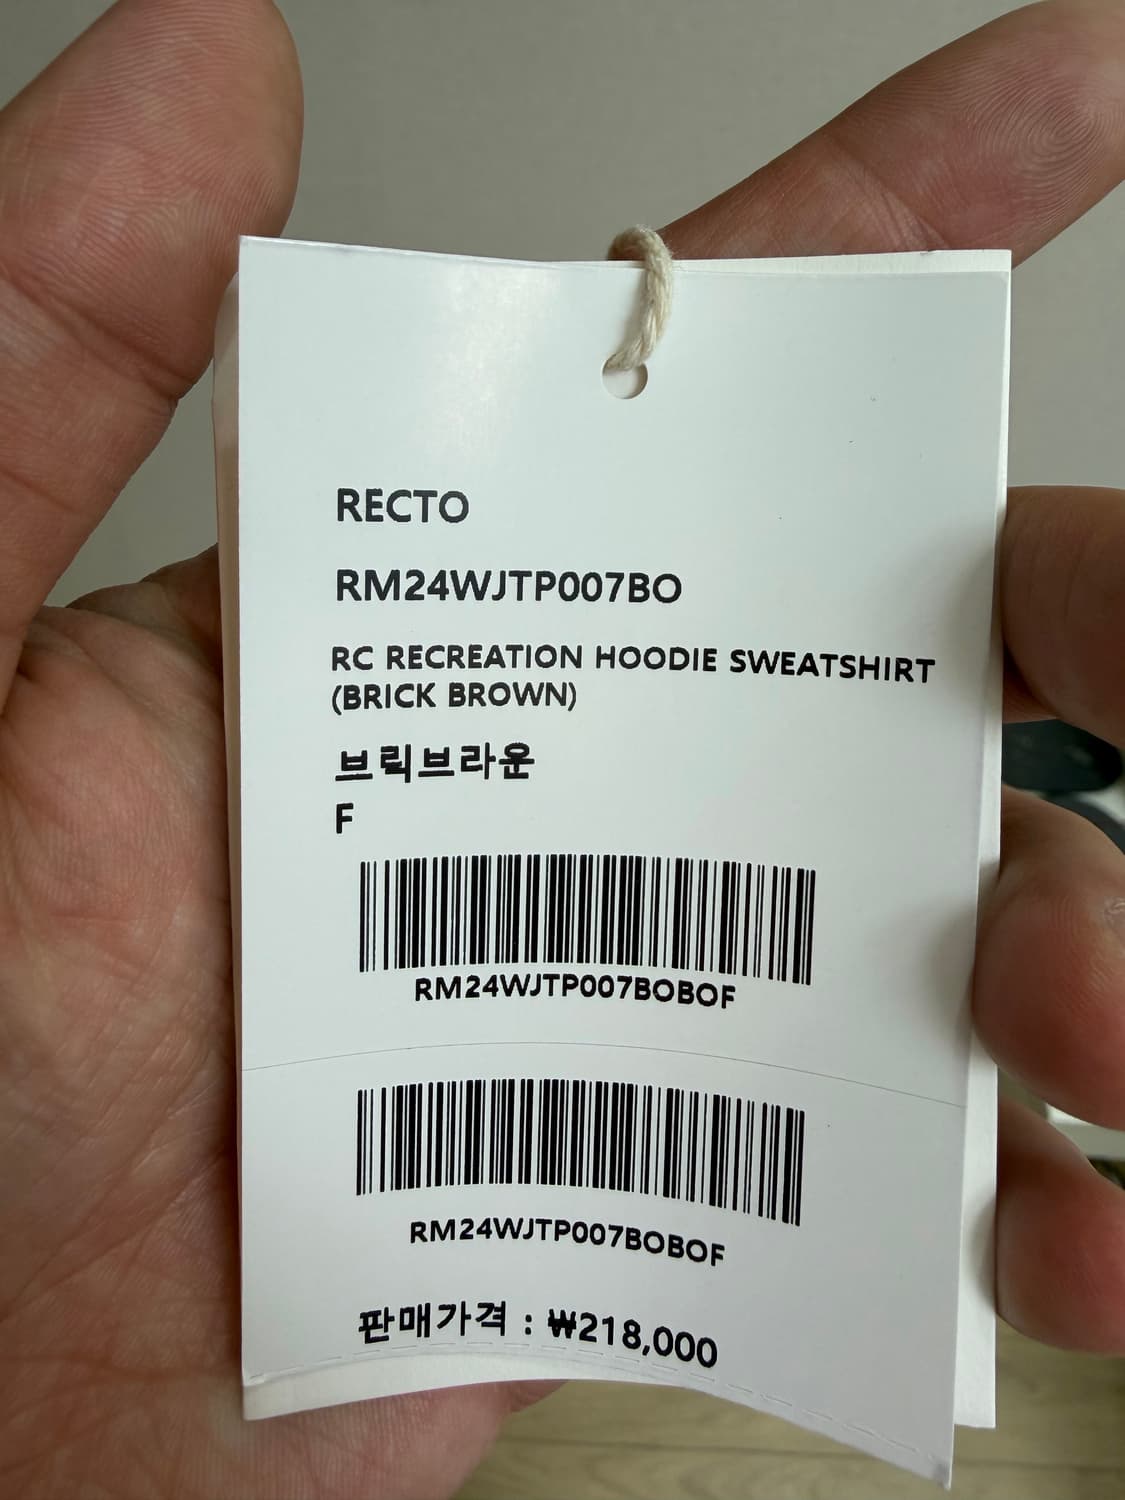 RECTO
RM24WJTP007BO
RC RECREATION HOODIE SWEATSHIRT
(BRICK BROWN)
브릭브라운
F
RM24WJTP007BOBOF
RM24WJTP007BOBOF
판매가격 : ₩218,000